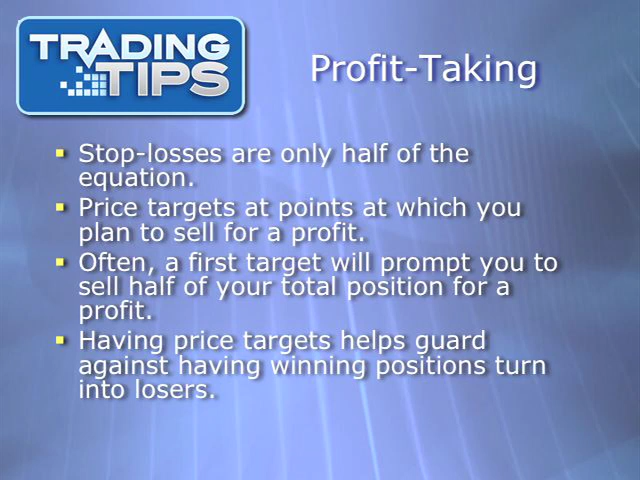 TRADING
TIPS
Profit-Taking
Stop-losses are only half of the
equation.
Price targets at points at which you
plan to sell for a profit.
Often, a first target will prompt you to
sell half of your total position for a
profit.
Having price targets helps guard
against having winning positions turn
into losers.